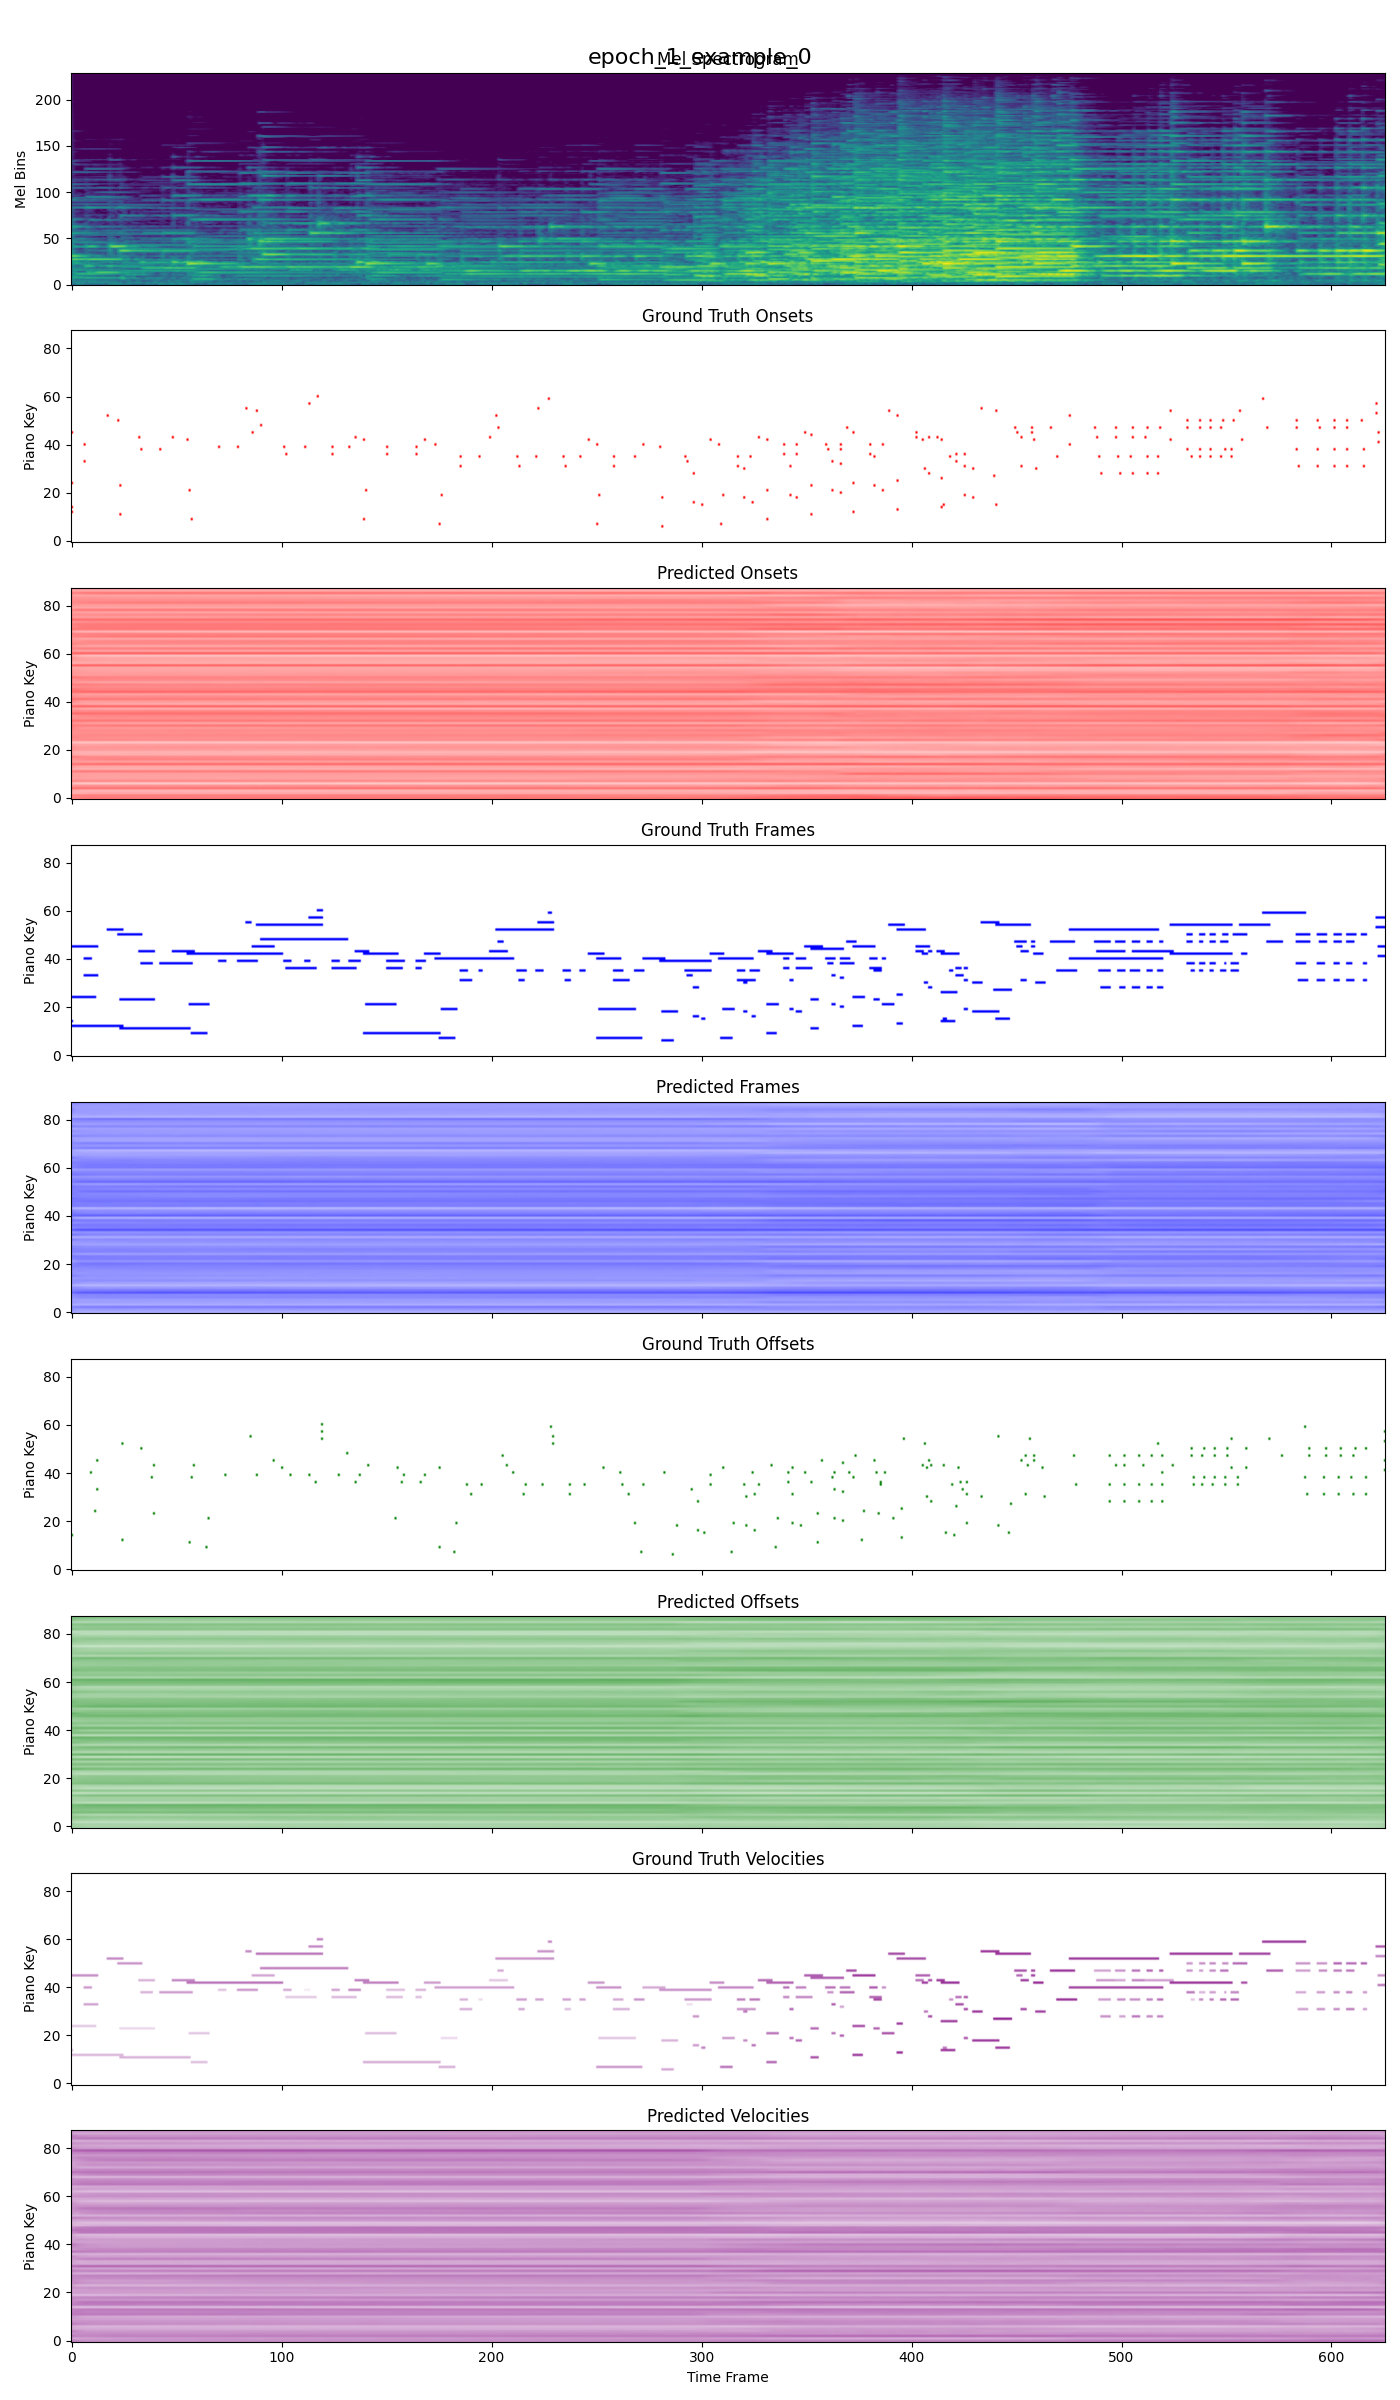 epoch_1_example_0
Mel Spectrogram
200
150
100
50
0
Mel Bins
Ground Truth Onsets
80
60
40
20
0
Piano Key
Predicted Onsets
80
60
40
20
0
Piano Key
Ground Truth Frames
80
60
40
20
0
Piano Key
Predicted Frames
80
60
40
20
0
Piano Key
Ground Truth Offsets
80
60
40
20
0
Piano Key
Predicted Offsets
80
60
40
20
0
Piano Key
Ground Truth Velocities
80
60
40
20
0
Piano Key
Predicted Velocities
80
60
40
20
0
Piano Key
0 100 200 300 400 500 600
Time Frame